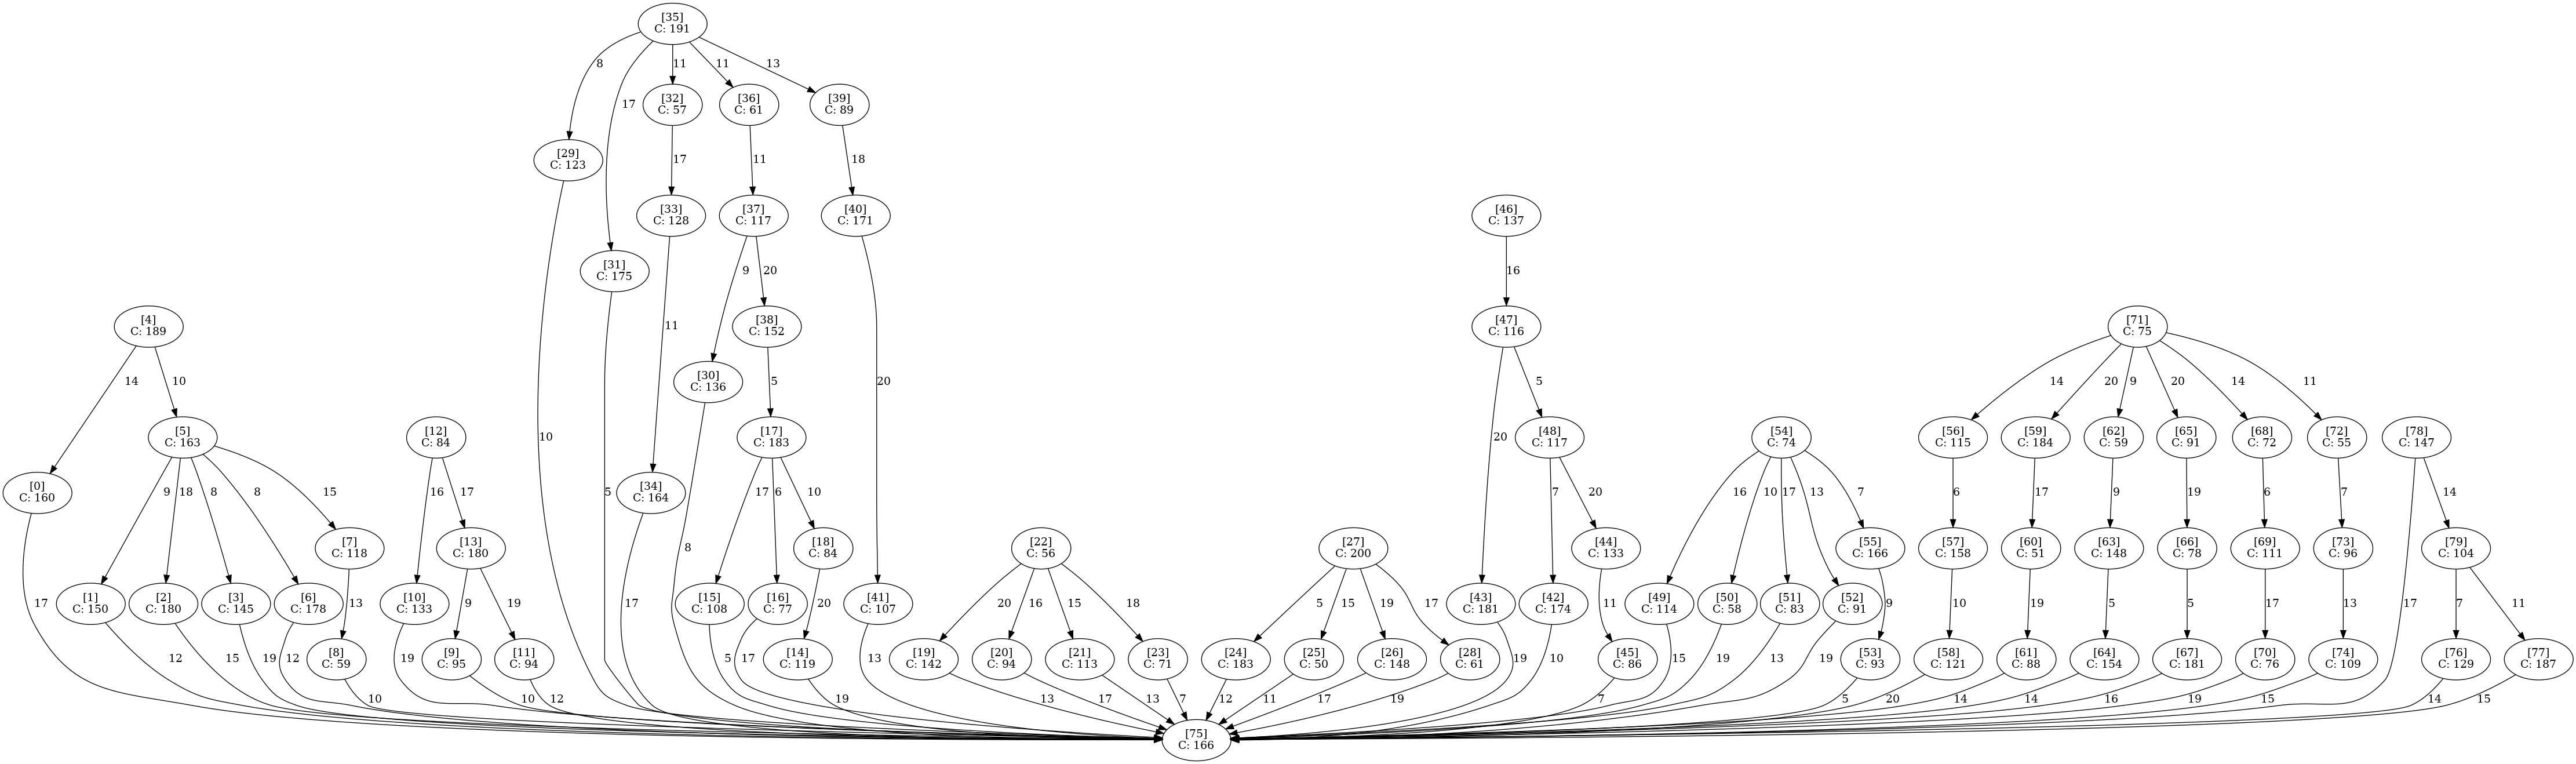 [35]
C: 191
8
11
11
13
17
[32]
C: 57
[36]
C: 61
[39]
C: 89
[29]
C: 123
17
11
18
[33]
C: 128
[37]
C: 117
[40]
C: 171
[46]
C: 137
[31]
C: 175
9
20
16
[4]
C: 189
11
[38]
C: 152
[47]
C: 116
[71]
C: 75
14
10
[30]
C: 136
5
20
5
14
20
9
20
14
11
[5]
C: 163
[12]
C: 84
10
[17]
C: 183
20
[48]
C: 117
[54]
C: 74
[56]
C: 115
[59]
C: 184
[62]
C: 59
[65]
C: 91
[68]
C: 72
[72]
C: 55
[78]
C: 147
[0]
C: 160
9
18
8
8
15
16
17
5
[34]
C: 164
17
6
10
7
20
16
10
17
13
7
6
17
9
19
6
7
14
[7]
C: 118
[13]
C: 180
8
[18]
C: 84
[22]
C: 56
[27]
C: 200
[44]
C: 133
[55]
C: 166
[57]
C: 158
[60]
C: 51
[63]
C: 148
[66]
C: 78
[69]
C: 111
[73]
C: 96
[79]
C: 104
17
[1]
C: 150
[2]
C: 180
[3]
C: 145
[6]
C: 178
13
[10]
C: 133
9
19
17
[15]
C: 108
[16]
C: 77
20
[41]
C: 107
20
16
15
18
5
15
19
17
[43]
C: 181
[42]
C: 174
11
[49]
C: 114
[50]
C: 58
[51]
C: 83
[52]
C: 91
9
10
19
5
5
17
13
17
7
11
12
15
19
12
[8]
C: 59
19
[9]
C: 95
[11]
C: 94
5
17
[14]
C: 119
13
[19]
C: 142
[20]
C: 94
[21]
C: 113
[23]
C: 71
[24]
C: 183
[25]
C: 50
[26]
C: 148
[28]
C: 61
19
10
[45]
C: 86
15
19
13
19
[53]
C: 93
[58]
C: 121
[61]
C: 88
[64]
C: 154
[67]
C: 181
[70]
C: 76
[74]
C: 109
[76]
C: 129
[77]
C: 187
10
10
12
19
13
17
13
7
12
11
17
19
7
5
20
14
14
16
19
15
14
15
[75]
C: 166